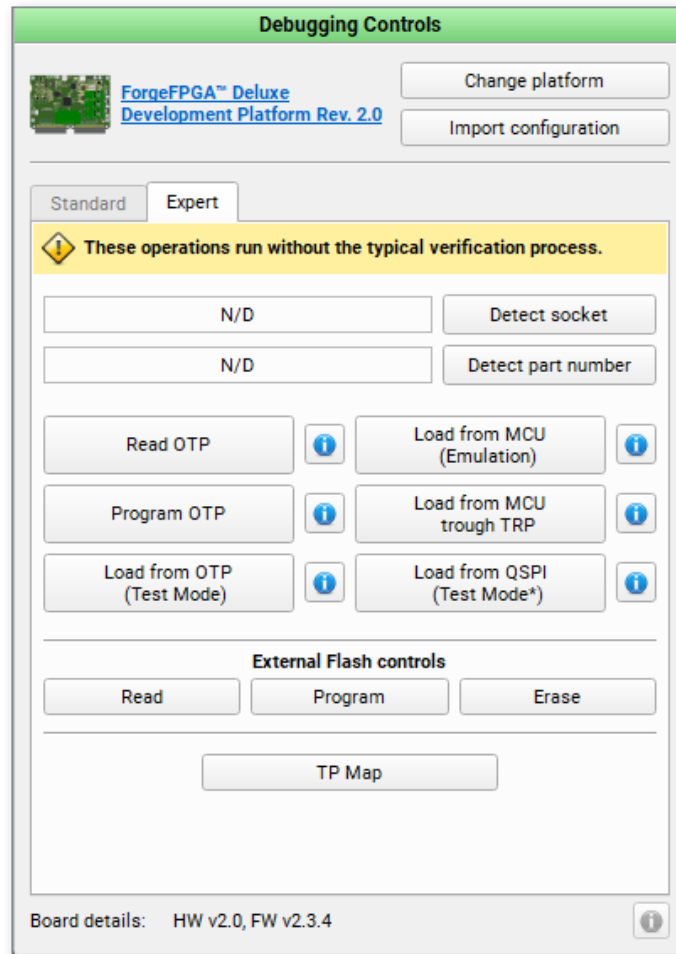 Debugging Controls
ForgeFPGA™ Deluxe
Development Platform Rev. 2.0
Change platform
Import configuration
Standard
Expert
These operations run without the typical verification process.
N/D
Detect socket
N/D
Detect part number
Read OTP
Load from MCU
(Emulation)
Program OTP
Load from MCU
trough TRP
Load from OTP
(Test Mode)
Load from QSPI
(Test Mode*)
External Flash controls
Read
Program
Erase
TP Map
Board details: HW v2.0, FW v2.3.4